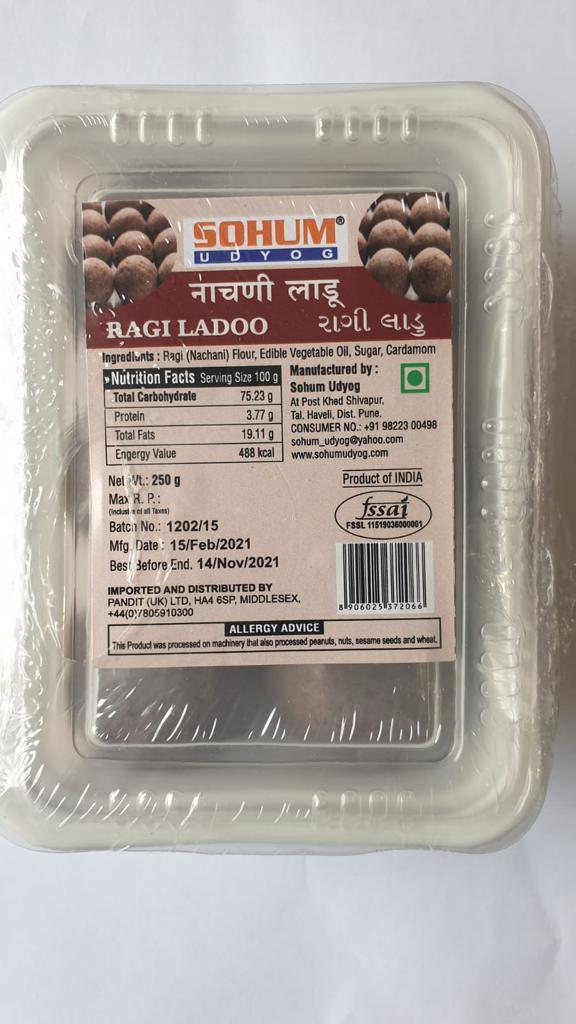 SOHUM®
UDYOG
नाचणी लाडू
RAGI LADOO રાગી લાડુ
Ingredients : Ragi (Nachani) Flour, Edible Vegetable Oil, Sugar, Cardamom
Nutrition Facts Serving Size 100 g
Total Carbohydrate 75.23 g
Protein 3.77 g
Total Fats 19.11 g
Engergy Value 488 kcal
Manufactured by :
Sohum Udyog
At Post Khed Shivapur,
Tal. Haveli, Dist. Pune.
CONSUMER NO.: +91 98223 00498
sohum_udyog@yahoo.com
www.sohumudyog.com
Net Wt.: 250 g
Max R. P.:
(Inclusive of all Taxes)
Batch No.: 1202/15
Mfg. Date : 15/Feb/2021
Best Before End. 14/Nov/2021
Product of INDIA
fssai
FSSL 11519036000001
8 906025 372066
IMPORTED AND DISTRIBUTED BY
PANDIT (UK) LTD, HA4 6SP, MIDDLESEX,
+44(0)7805910300
ALLERGY ADVICE
This Product was processed on machinery that also processed peanuts, nuts, sesame seeds and wheat.